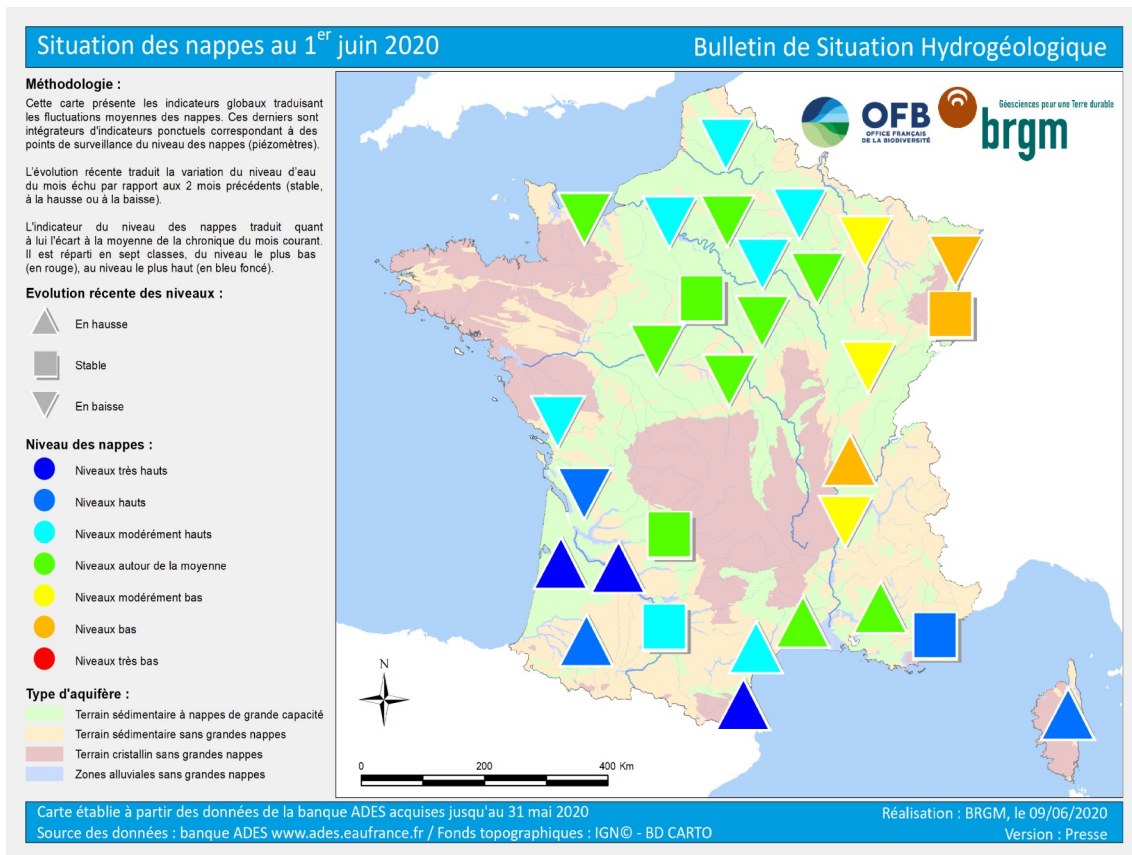 Situation des nappes au 1er juin 2020
Bulletin de Situation Hydrogéologique
Méthodologie :
Cette carte présente les indicateurs globaux traduisant
les fluctuations moyennes des nappes. Ces derniers sont
intégrateurs d'indicateurs ponctuels correspondant à des
points de surveillance du niveau des nappes (piézomètres).
L'évolution récente traduit la variation du niveau d'eau
du mois échu par rapport aux 2 mois précédents (stable,
à la hausse ou à la baisse).
L'indicateur du niveau des nappes traduit quant
à lui l'écart à la moyenne de la chronique du mois courant.
Il est réparti en sept classes, du niveau le plus bas
(en rouge), au niveau le plus haut (en bleu foncé).
Evolution récente des niveaux :
En hausse
Stable
En baisse
Niveau des nappes :
Niveaux très hauts
Niveaux hauts
Niveaux modérément hauts
Niveaux autour de la moyenne
Niveaux modérément bas
Niveaux bas
Niveaux très bas
Type d'aquifère :
Terrain sédimentaire à nappes de grande capacité
Terrain sédimentaire sans grandes nappes
Terrain cristallin sans grandes nappes
Zones alluviales sans grandes nappes
OFB
OFFICE FRANÇAIS
DE LA BIODIVERSITÉ
Géosciences pour une Terre durable
brgm
N
0 200 400 Km
Carte établie à partir des données de la banque ADES acquises jusqu'au 31 mai 2020
Source des données : banque ADES www.ades.eaufrance.fr / Fonds topographiques : IGN© - BD CARTO
Réalisation : BRGM, le 09/06/2020
Version : Presse